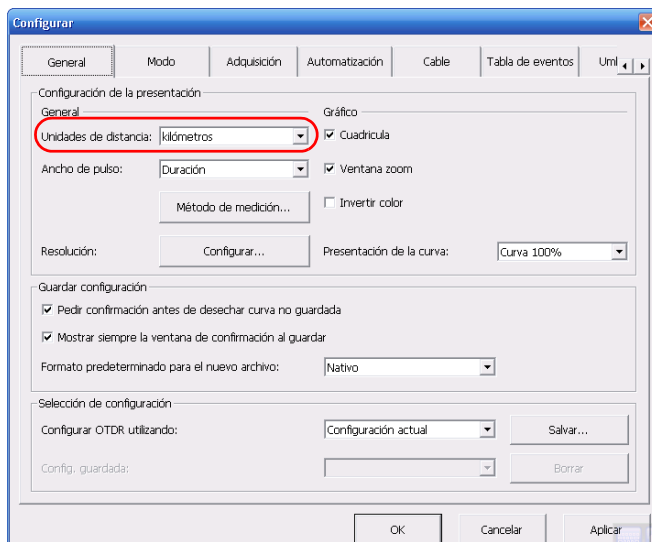 Configurar
General Modo Adquisición Automatización Cable Tabla de eventos Uml
Configuración de la presentación
General Gráfico
Unidades de distancia: kilómetros Cuadricula
Ancho de pulso: Duración Ventana zoom
Método de medición... Invertir color
Resolución: Configurar... Presentación de la curva: Curva 100%
Guardar configuración
Pedir confirmación antes de desechar curva no guardada
Mostrar siempre la ventana de confirmación al guardar
Formato predeterminado para el nuevo archivo: Nativo
Selección de configuración
Configurar OTDR utilizando: Configuración actual Salvar...
Config. guardada: Borrar
OK Cancelar Aplicar